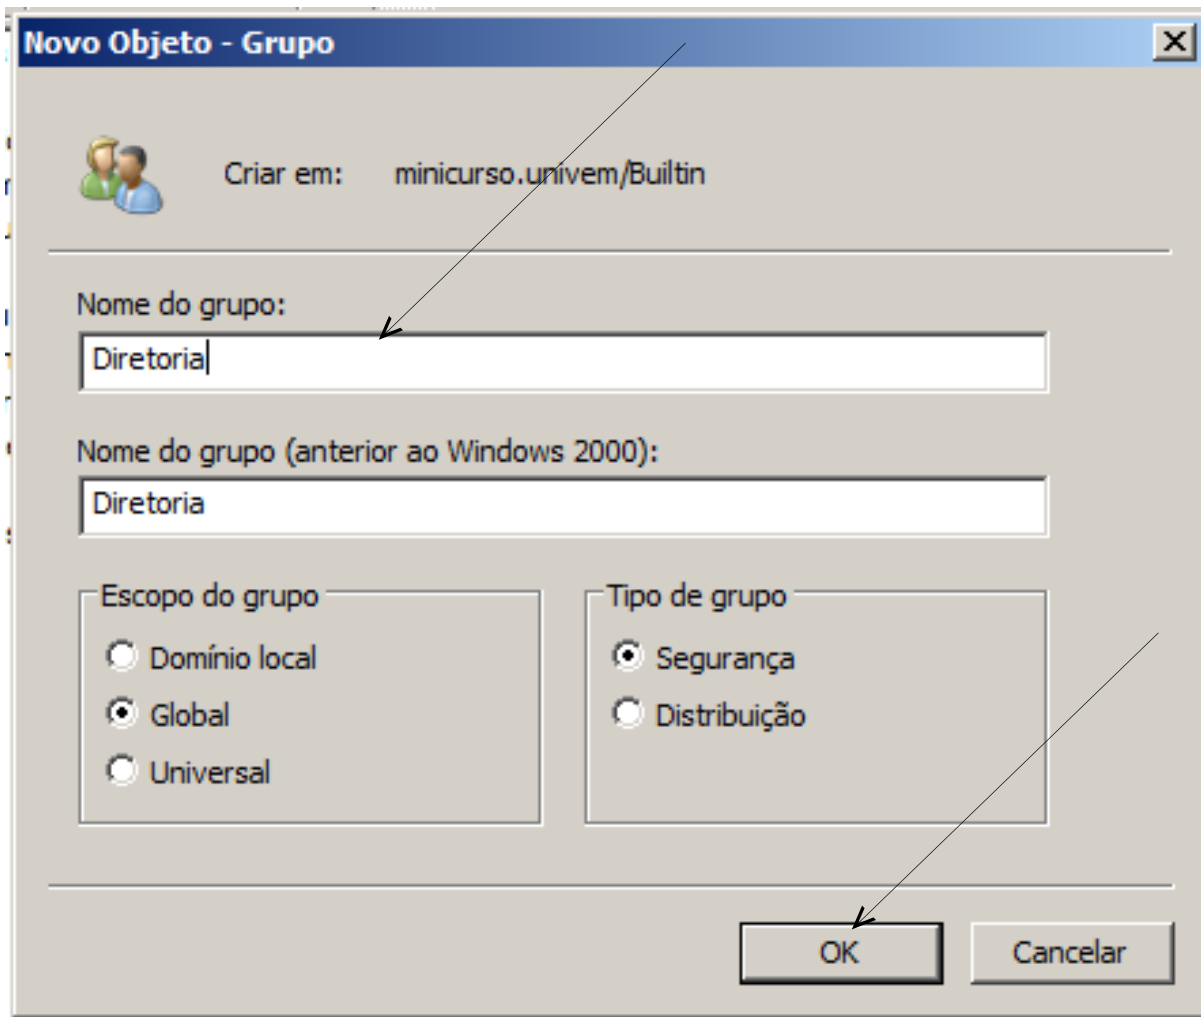 Novo Objeto - Grupo
Criar em: minicurso.univem/Builtin
Nome do grupo:
Diretoria
Nome do grupo (anterior ao Windows 2000):
Diretoria
Escopo do grupo
Domínio local
Global
Universal
Tipo de grupo
Segurança
Distribuição
OK
Cancelar